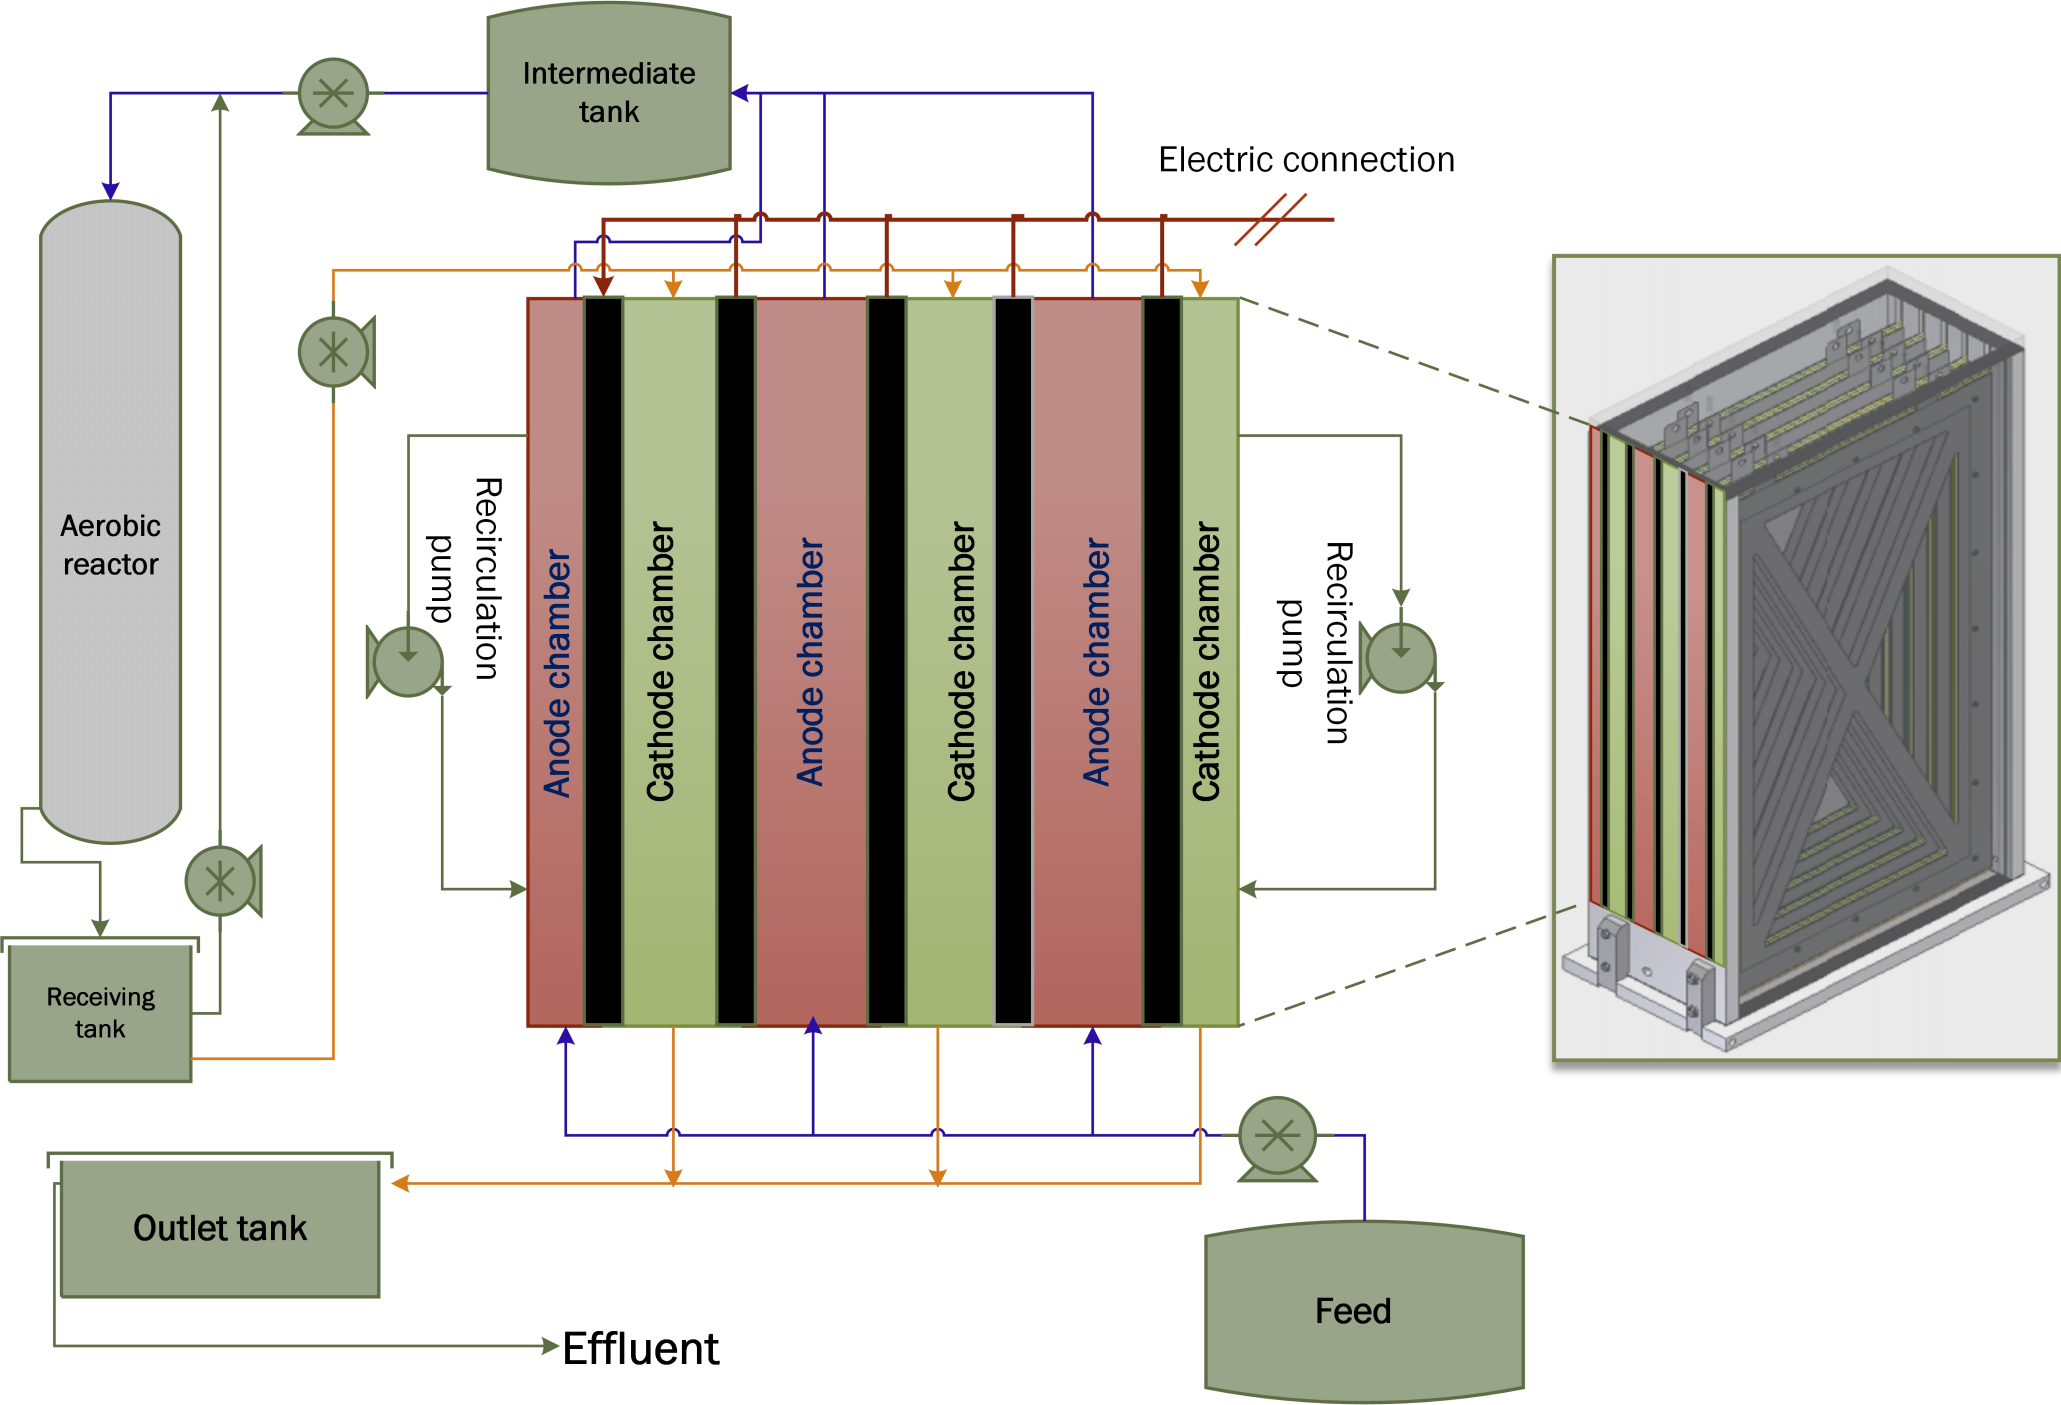 Intermediate
tank
Electric connection
Aerobic
reactor
Recirculation
pump
Anode chamber
Cathode chamber
Anode chamber
Cathode chamber
Anode chamber
Cathode chamber
Recirculation
pump
Receiving
tank
Outlet tank
Feed
Effluent